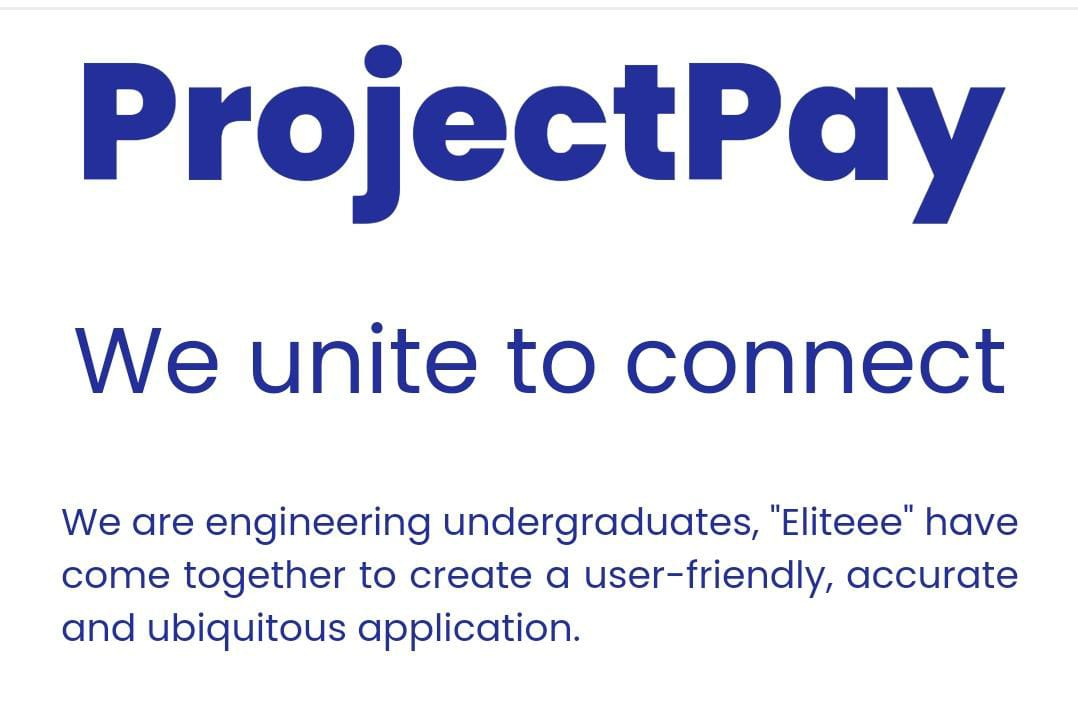 ProjectPay
We unite to connect
We are engineering undergraduates, "Eliteee" have
come together to create a user-friendly, accurate
and ubiquitous application.